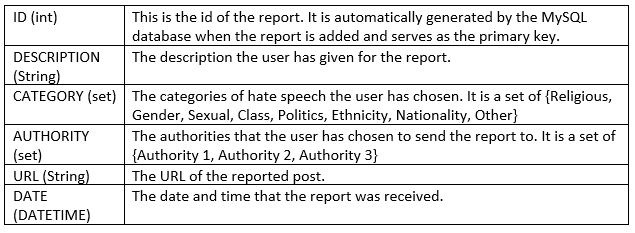 ID (int)
This is the id of the report. It is automatically generated by the MySQL
database when the report is added and serves as the primary key.
DESCRIPTION
(String)
The description the user has given for the report.
CATEGORY (set)
The categories of hate speech the user has chosen. It is a set of {Religious,
Gender, Sexual, Class, Politics, Ethnicity, Nationality, Other}
AUTHORITY
(set)
The authorities that the user has chosen to send the report to. It is a set of
{Authority 1, Authority 2, Authority 3}
URL (String)
The URL of the reported post.
DATE
(DATETIME)
The date and time that the report was received.